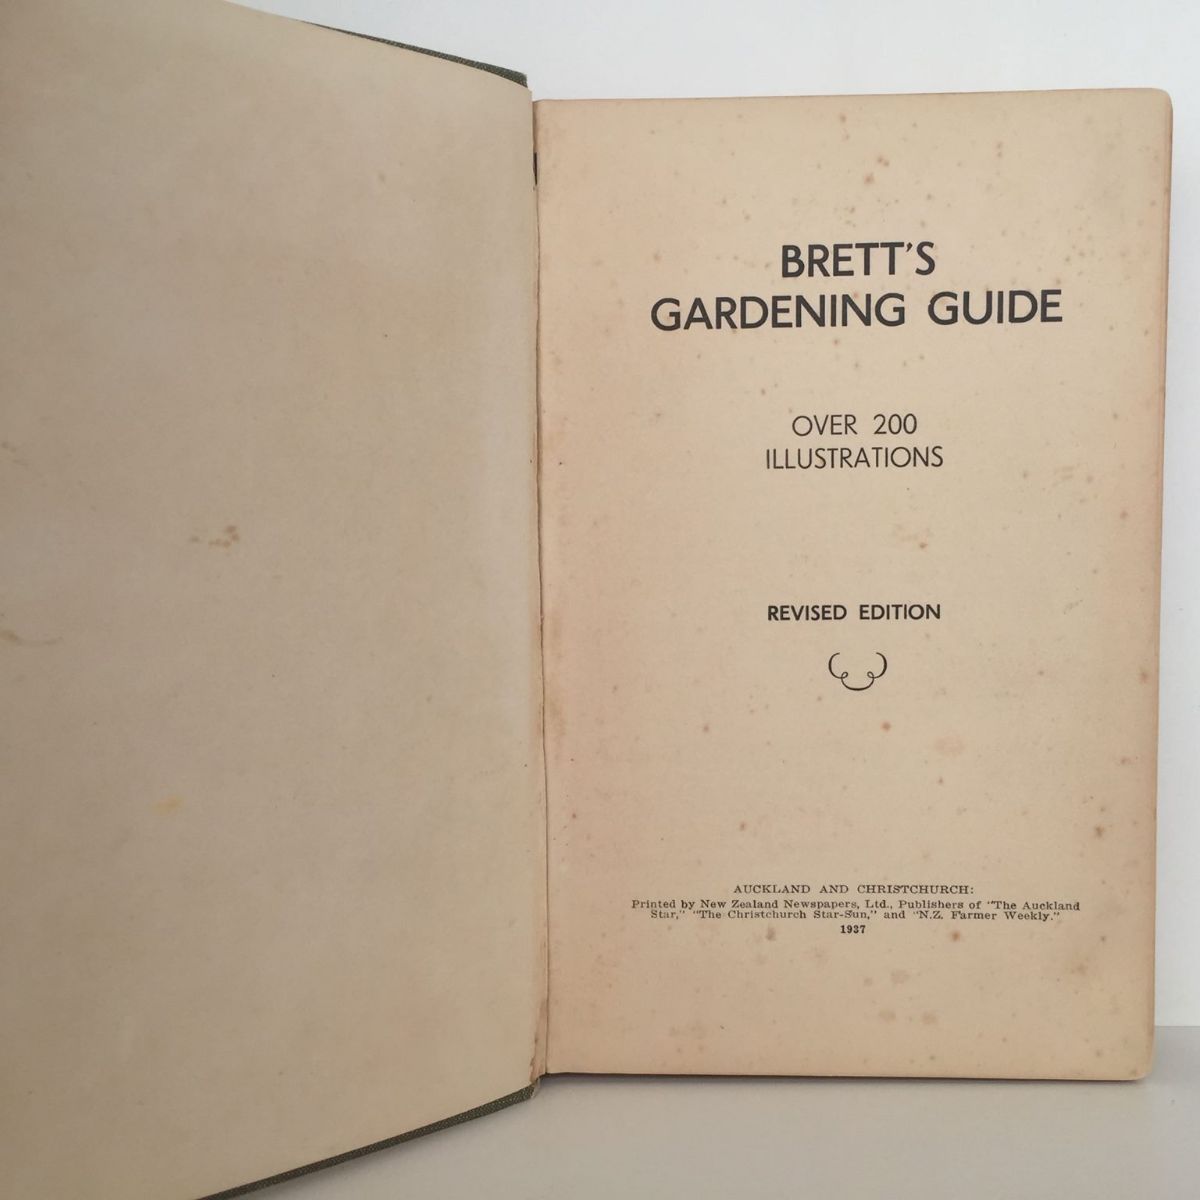 BRETT'S
GARDENING GUIDE
OVER 200
ILLUSTRATIONS
REVISED EDITION
AUCKLAND AND CHRISTCHURCH:
Printed by New Zealand Newspapers, Ltd., Publishers of "The Auckland
Star," "The Christchurch Star-Sun," and "N.Z. Farmer Weekly."
1937